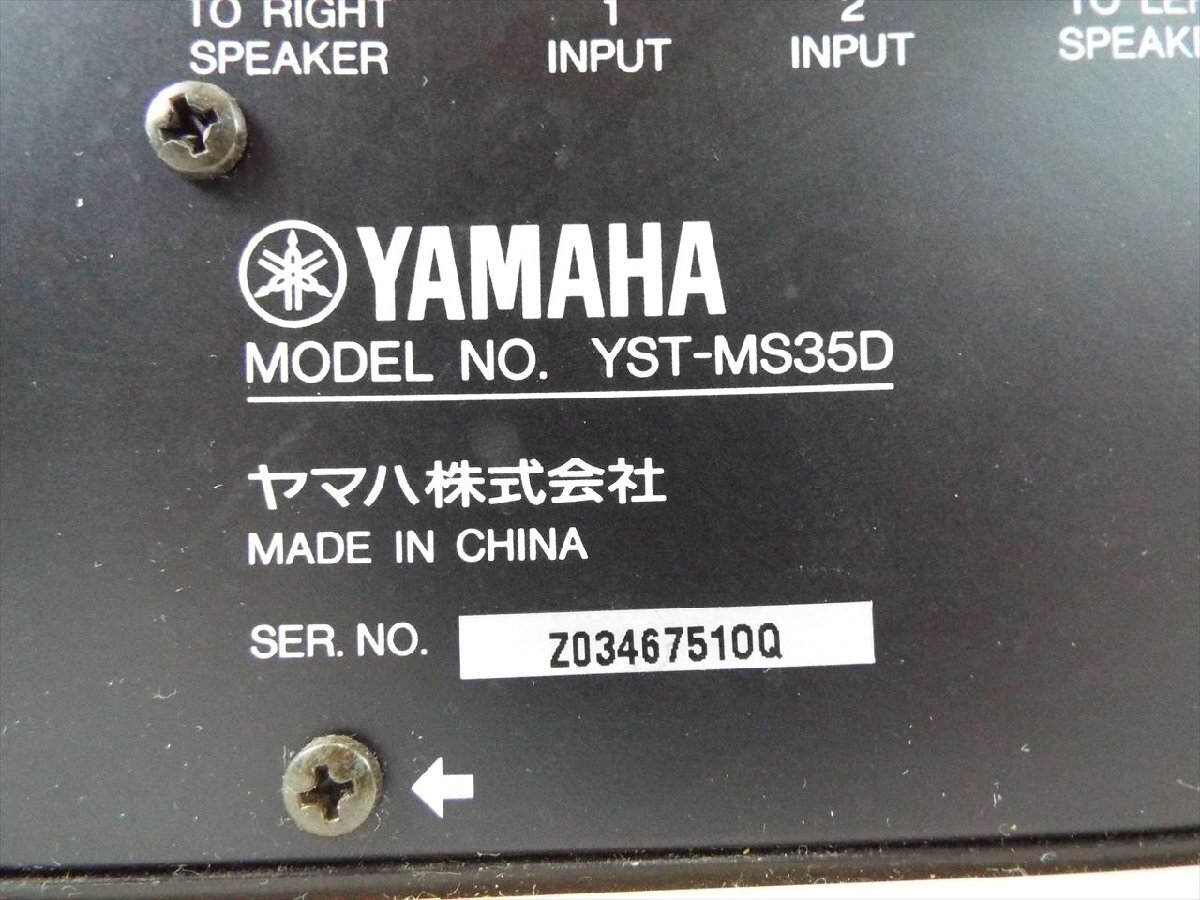 TO RIGHT 1 2
SPEAKER INPUT INPUT
YAMAHA
MODEL NO. YST-MS35D
ヤマハ株式会社
MADE IN CHINA
SER. NO. Z03467510Q